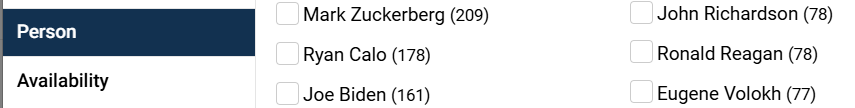 Person
Availability
Mark Zuckerberg (209)
Ryan Calo (178)
Joe Biden (161)
John Richardson (78)
Ronald Reagan (78)
Eugene Volokh (77)